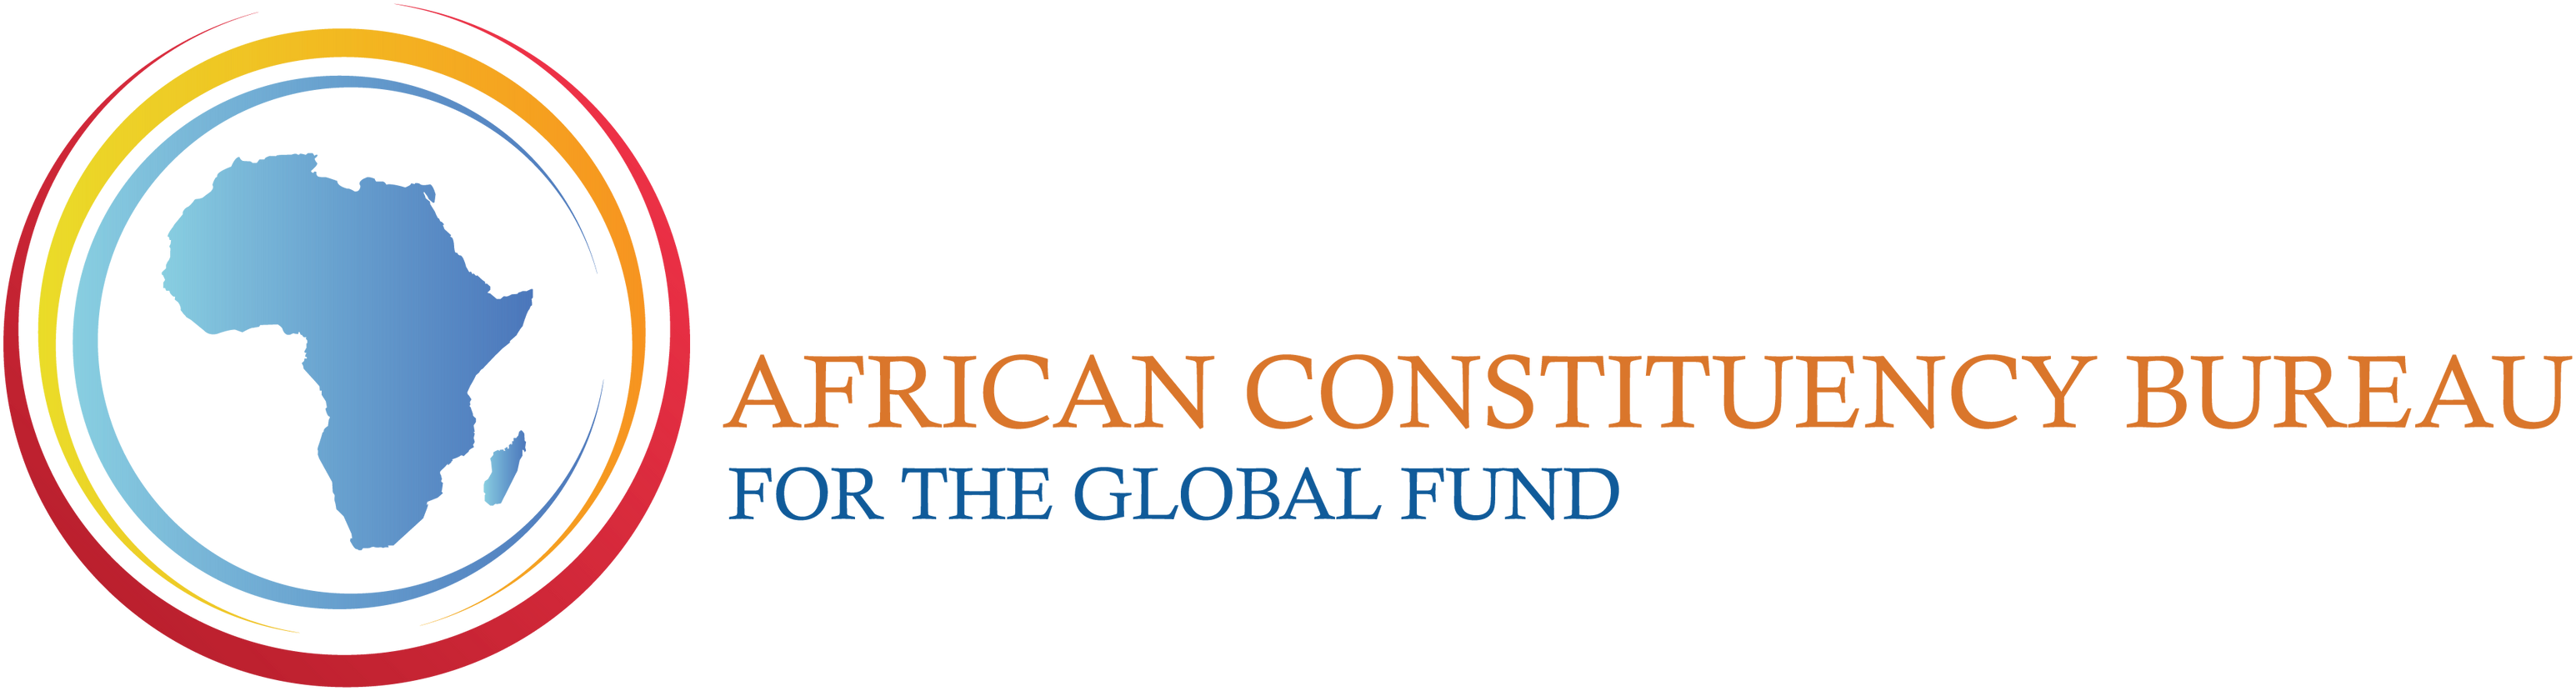 AFRICAN CONSTITUENCY BUREAU
FOR THE GLOBAL FUND